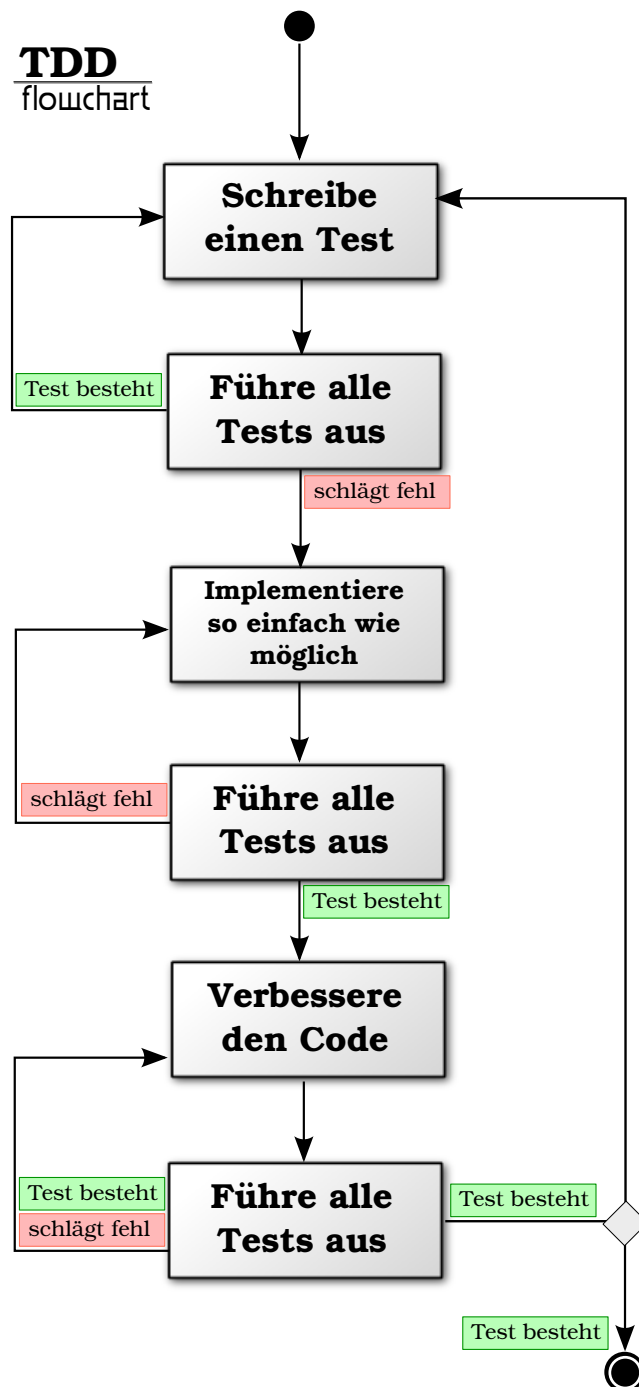 TDD
flowchart
Schreibe
einen Test
Test besteht
Führe alle
Tests aus
schlägt fehl
Implementiere
so einfach wie
möglich
schlägt fehl
Führe alle
Tests aus
Test besteht
Verbessere
den Code
Test besteht
schlägt fehl
Führe alle
Tests aus
Test besteht
Test besteht